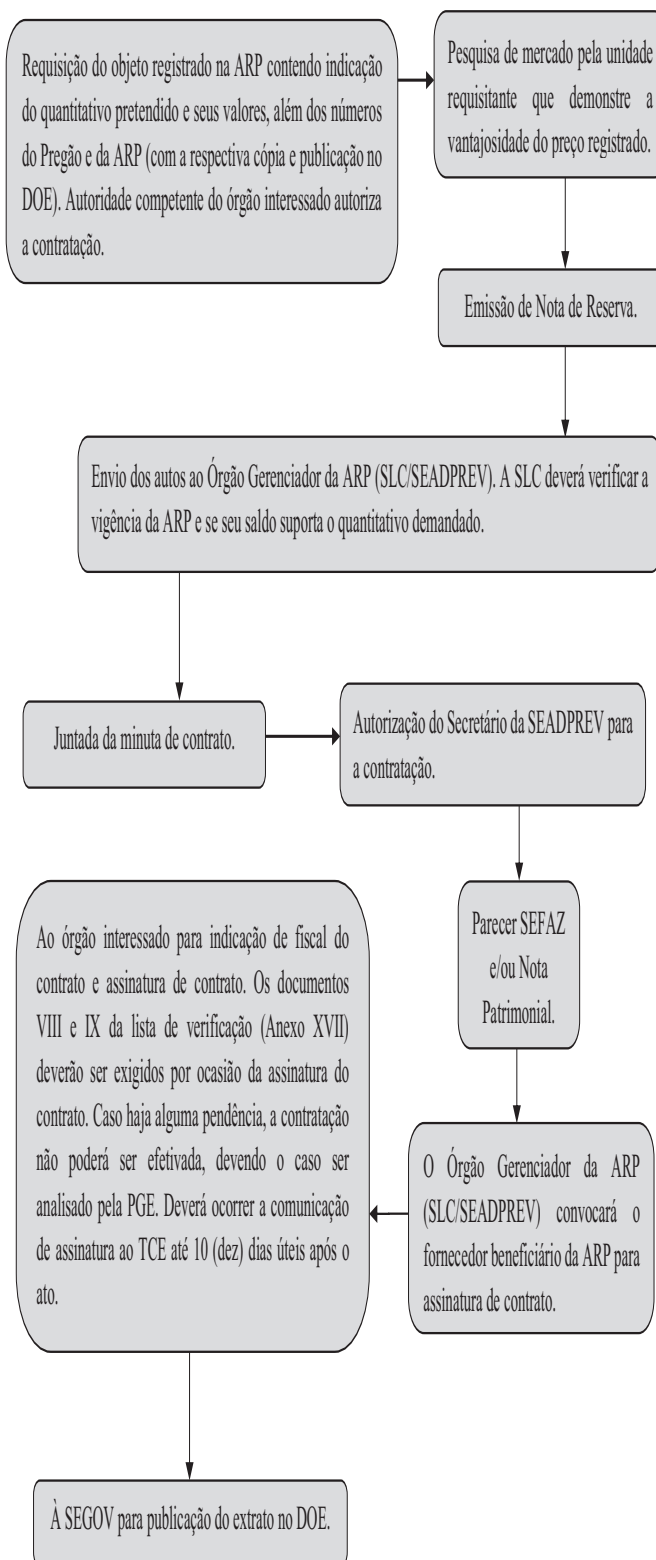 Requisição do objeto registrado na ARP contendo indicação
do quantitativo pretendido e seus valores, além dos números
do Pregão e da ARP (com a respectiva cópia e publicação no
DOE). Autoridade competente do órgão interessado autoriza
a contratação.
Pesquisa de mercado pela unidade
requisitante que demonstre a
vantajosidade do preço registrado.
Emissão de Nota de Reserva.
Envio dos autos ao Órgão Gerenciador da ARP (SLC/SEADPREV). A SLC deverá verificar a
vigência da ARP e se seu saldo suporta o quantitativo demandado.
Juntada da minuta de contrato.
Autorização do Secretário da SEADPREV para
a contratação.
Parecer SEFAZ
e/ou Nota
Patrimonial.
O Órgão Gerenciador da ARP
(SLC/SEADPREV) convocará o
fornecedor beneficiário da ARP para
assinatura de contrato.
Ao órgão interessado para indicação de fiscal do
contrato e assinatura de contrato. Os documentos
VIII e IX da lista de verificação (Anexo XVII)
deverão ser exigidos por ocasião da assinatura do
contrato. Caso haja alguma pendência, a contratação
não poderá ser efetivada, devendo o caso ser
analisado pela PGE. Deverá ocorrer a comunicação
de assinatura ao TCE até 10 (dez) dias úteis após o
ato.
À SEGOV para publicação do extrato no DOE.